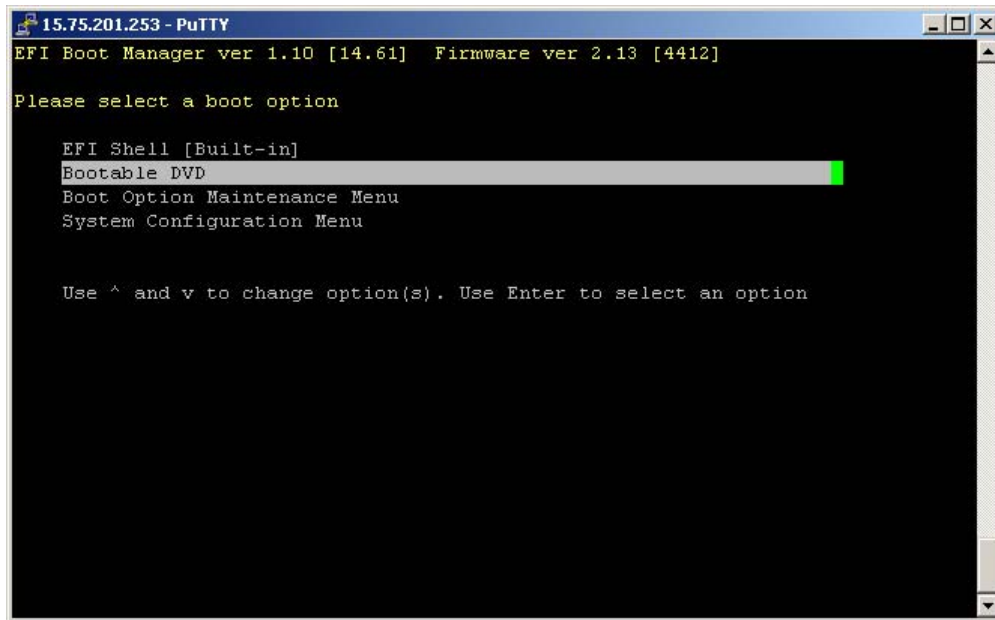 15.75.201.253 - PuTTY
EFI Boot Manager ver 1.10 [14.61]  Firmware ver 2.13 [4412]
Please select a boot option
EFI Shell [Built-in]
Bootable DVD
Boot Option Maintenance Menu
System Configuration Menu
Use ^ and v to change option(s). Use Enter to select an option